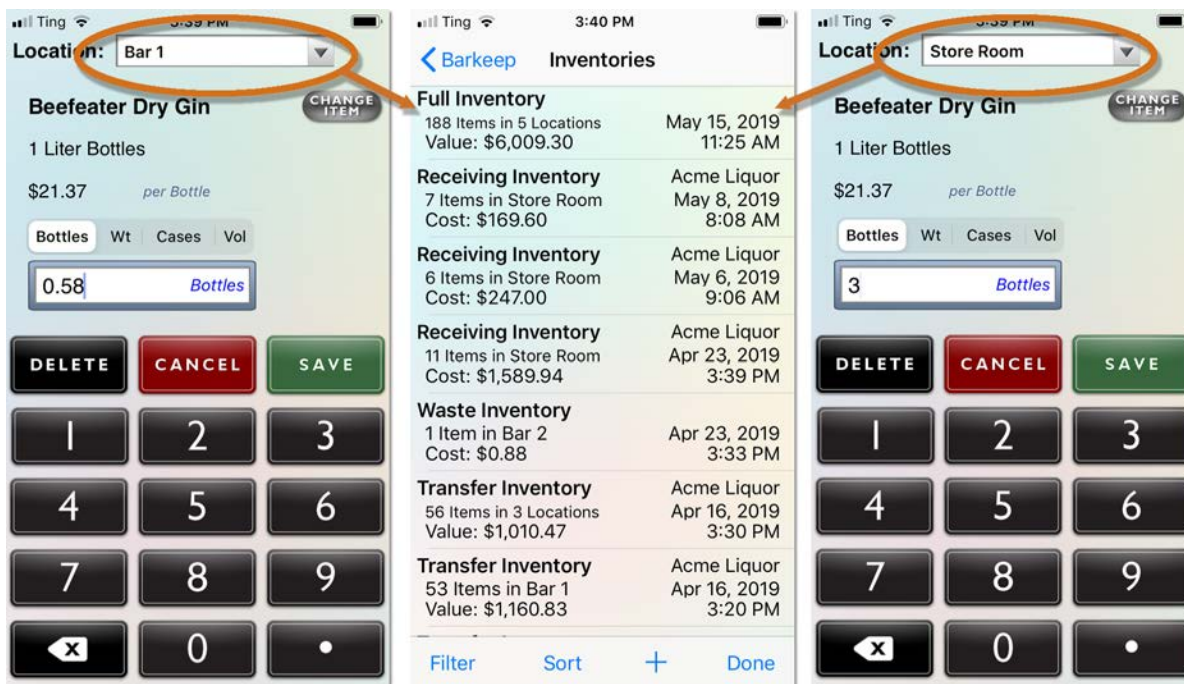 Ting 3:39 PM
Location: Bar 1
Beefeater Dry Gin
CHANGE
ITEM
1 Liter Bottles
$21.37 per Bottle
Bottles Wt Cases Vol
0.58 Bottles
DELETE CANCEL SAVE
1 2 3
4 5 6
7 8 9
X 0 •
Ting 3:40 PM
Barkeep Inventories
Full Inventory
188 Items in 5 Locations May 15, 2019
Value: $6,009.30 11:25 AM
Receiving Inventory Acme Liquor
7 Items in Store Room May 8, 2019
Cost: $169.60 8:08 AM
Receiving Inventory Acme Liquor
6 Items in Store Room May 6, 2019
Cost: $247.00 9:06 AM
Receiving Inventory Acme Liquor
11 Items in Store Room Apr 23, 2019
Cost: $1,589.94 3:39 PM
Waste Inventory
1 Item in Bar 2 Apr 23, 2019
Cost: $0.88 3:33 PM
Transfer Inventory Acme Liquor
56 Items in 3 Locations Apr 16, 2019
Value: $1,010.47 3:30 PM
Transfer Inventory Acme Liquor
53 Items in Bar 1 Apr 16, 2019
Value: $1,160.83 3:20 PM
Filter Sort + Done
Ting 3:39 PM
Location: Store Room
Beefeater Dry Gin
CHANGE
ITEM
1 Liter Bottles
$21.37 per Bottle
Bottles Wt Cases Vol
3 Bottles
DELETE CANCEL SAVE
1 2 3
4 5 6
7 8 9
X 0 •